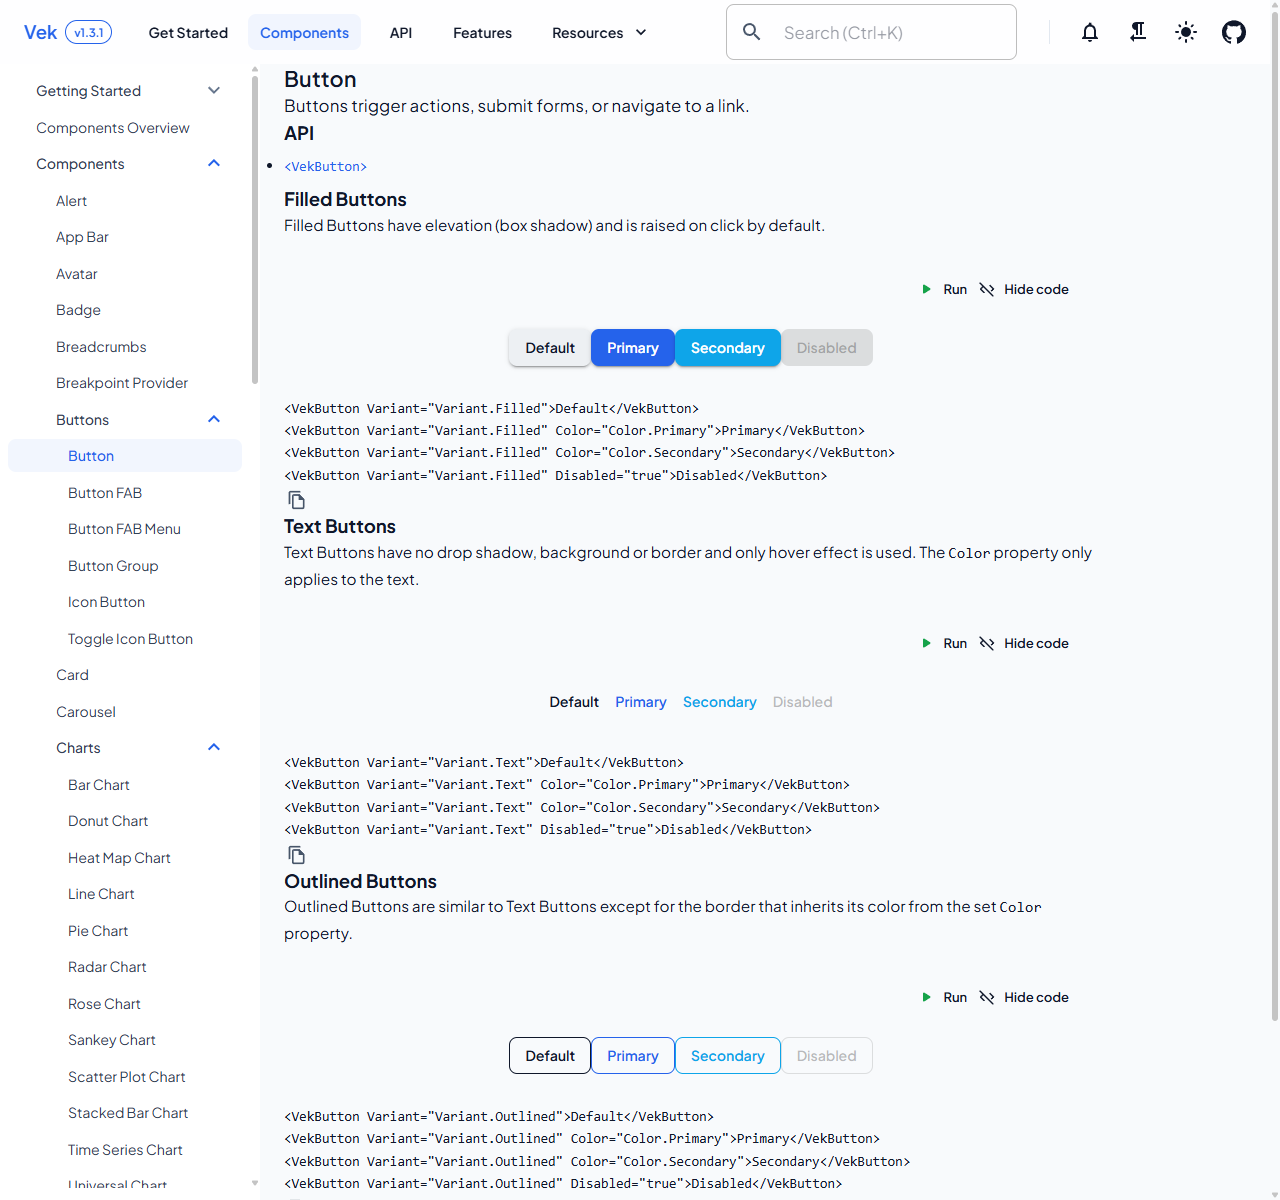 Vek v1.3.1 Get Started Components API Features Resources Search (Ctrl+K)
Getting Started
Components Overview
Components
Alert
App Bar
Avatar
Badge
Breadcrumbs
Breakpoint Provider
Buttons
Button
Button FAB
Button FAB Menu
Button Group
Icon Button
Toggle Icon Button
Card
Carousel
Charts
Bar Chart
Donut Chart
Heat Map Chart
Line Chart
Pie Chart
Radar Chart
Rose Chart
Sankey Chart
Scatter Plot Chart
Stacked Bar Chart
Time Series Chart
Universal Chart
Button
Buttons trigger actions, submit forms, or navigate to a link.
API
<VekButton>
Filled Buttons
Filled Buttons have elevation (box shadow) and is raised on click by default.
Run Hide code
Default Primary Secondary Disabled
<VekButton Variant="Variant.Filled">Default</VekButton>
<VekButton Variant="Variant.Filled" Color="Color.Primary">Primary</VekButton>
<VekButton Variant="Variant.Filled" Color="Color.Secondary">Secondary</VekButton>
<VekButton Variant="Variant.Filled" Disabled="true">Disabled</VekButton>
Text Buttons
Text Buttons have no drop shadow, background or border and only hover effect is used. The Color property only
applies to the text.
Run Hide code
Default Primary Secondary Disabled
<VekButton Variant="Variant.Text">Default</VekButton>
<VekButton Variant="Variant.Text" Color="Color.Primary">Primary</VekButton>
<VekButton Variant="Variant.Text" Color="Color.Secondary">Secondary</VekButton>
<VekButton Variant="Variant.Text" Disabled="true">Disabled</VekButton>
Outlined Buttons
Outlined Buttons are similar to Text Buttons except for the border that inherits its color from the set Color
property.
Run Hide code
Default Primary Secondary Disabled
<VekButton Variant="Variant.Outlined">Default</VekButton>
<VekButton Variant="Variant.Outlined" Color="Color.Primary">Primary</VekButton>
<VekButton Variant="Variant.Outlined" Color="Color.Secondary">Secondary</VekButton>
<VekButton Variant="Variant.Outlined" Disabled="true">Disabled</VekButton>